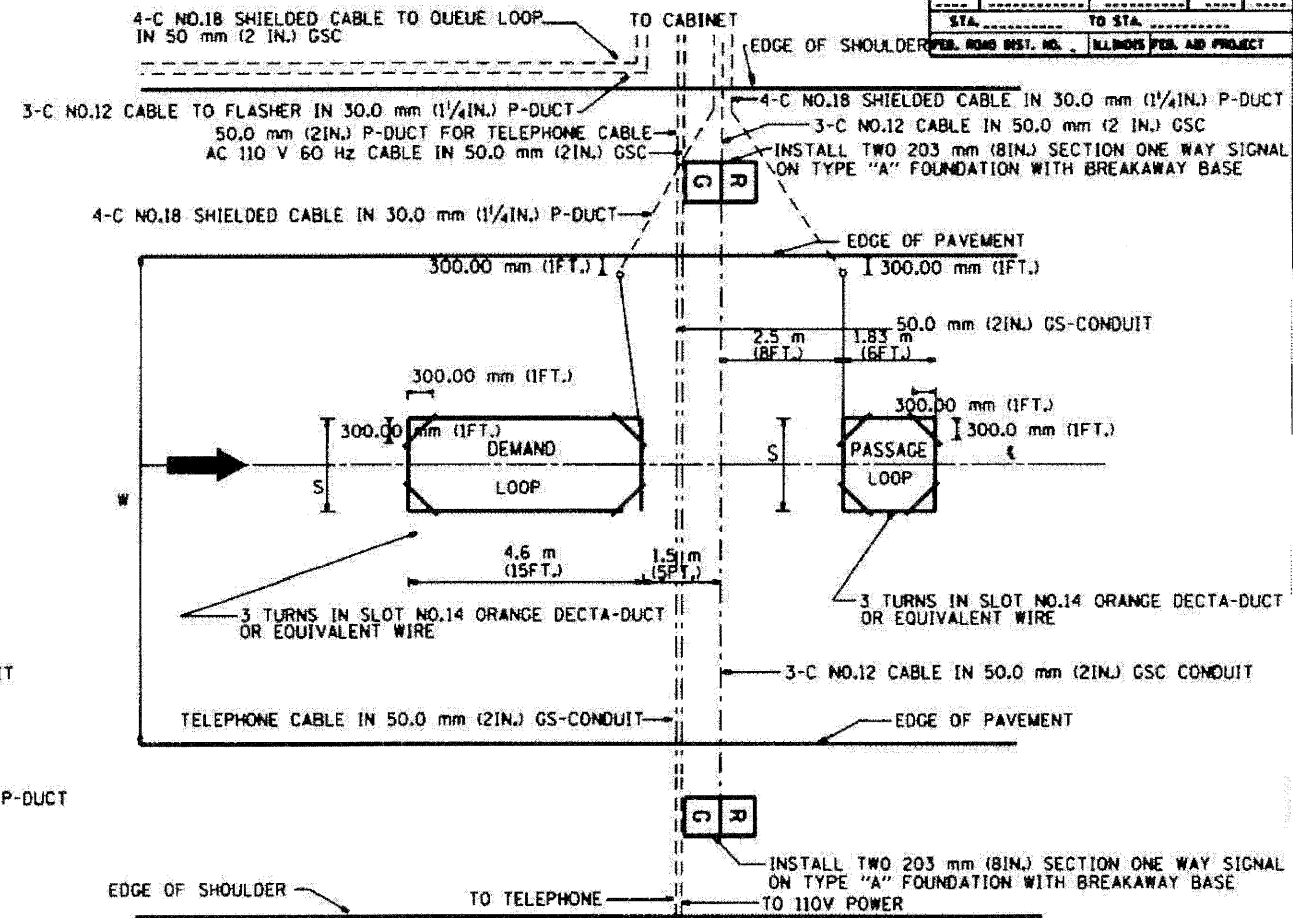 4-C NO.18 SHIELDED CABLE TO QUEUE LOOP
IN 50 mm (2 IN.) GSC
TO CABINET
STA. TO STA.
FED. ROAD DIST. NO. ILLINOIS FED. AID PROJECT
EDGE OF SHOULDER
3-C NO.12 CABLE TO FLASHER IN 30.0 mm (1 1/4IN.) P-DUCT
4-C NO.18 SHIELDED CABLE IN 30.0 mm (1 1/4IN.) P-DUCT
50.0 mm (2IN.) P-DUCT FOR TELEPHONE CABLE
3-C NO.12 CABLE IN 50.0 mm (2 IN.) GSC
AC 110 V 60 Hz CABLE IN 50.0 mm (2IN.) GSC
INSTALL TWO 203 mm (8IN.) SECTION ONE WAY SIGNAL
ON TYPE "A" FOUNDATION WITH BREAKAWAY BASE
G R
4-C NO.18 SHIELDED CABLE IN 30.0 mm (1 1/4IN.) P-DUCT
EDGE OF PAVEMENT
300.00 mm (1FT.)
300.00 mm (1FT.)
50.0 mm (2IN.) GS-CONDUIT
2.5 m
(8FT.)
1.83 m
(6FT.)
300.00 mm (1FT.)
300.00 mm (1FT.)
300.00 mm (1FT.)
300.0 mm (1FT.)
DEMAND
LOOP
S
S
PASSAGE
LOOP
W
4.6 m
(15FT.)
1.5 m
(5FT.)
3 TURNS IN SLOT NO.14 ORANGE DECTA-DUCT
OR EQUIVALENT WIRE
3 TURNS IN SLOT NO.14 ORANGE DECTA-DUCT
OR EQUIVALENT WIRE
IT
3-C NO.12 CABLE IN 50.0 mm (2IN.) GSC CONDUIT
TELEPHONE CABLE IN 50.0 mm (2IN.) GS-CONDUIT
EDGE OF PAVEMENT
P-DUCT
G R
INSTALL TWO 203 mm (8IN.) SECTION ONE WAY SIGNAL
ON TYPE "A" FOUNDATION WITH BREAKAWAY BASE
EDGE OF SHOULDER
TO TELEPHONE
TO 110V POWER